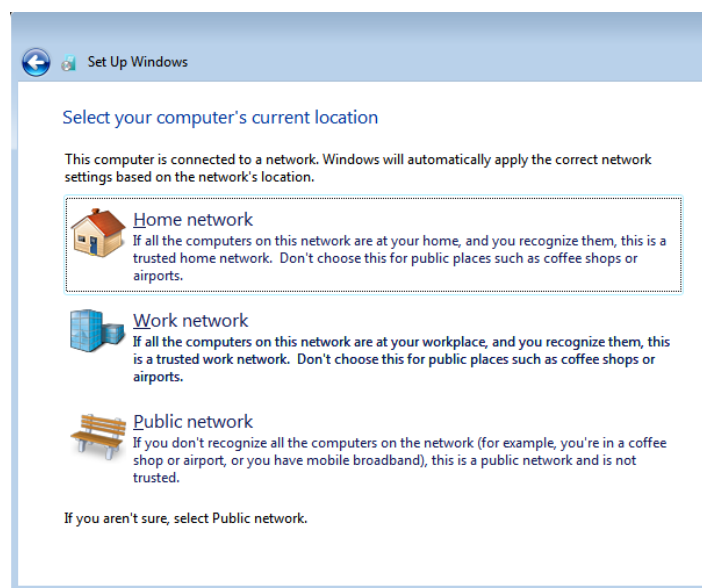 Set Up Windows
Select your computer's current location
This computer is connected to a network. Windows will automatically apply the correct network
settings based on the network's location.
Home network
If all the computers on this network are at your home, and you recognize them, this is a
trusted home network.  Don't choose this for public places such as coffee shops or
airports.
Work network
If all the computers on this network are at your workplace, and you recognize them, this
is a trusted work network.  Don't choose this for public places such as coffee shops or
airports.
Public network
If you don't recognize all the computers on the network (for example, you're in a coffee
shop or airport, or you have mobile broadband), this is a public network and is not
trusted.
If you aren't sure, select Public network.